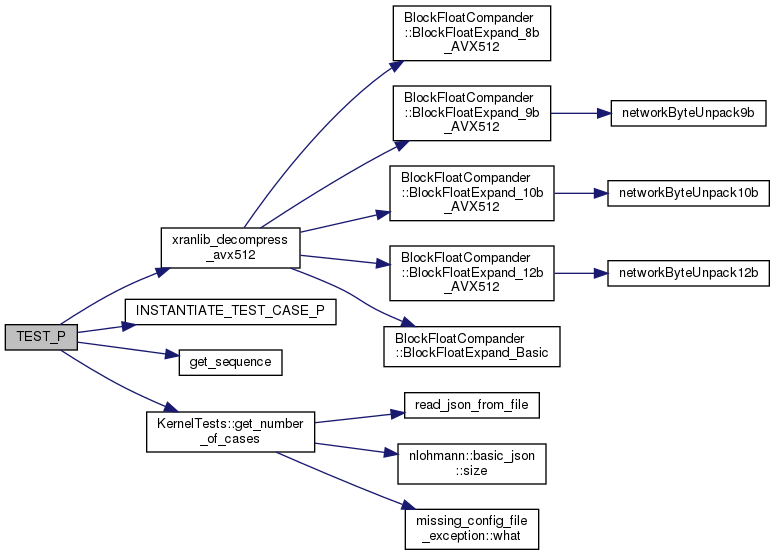 BlockFloatCompander
::BlockFloatExpand_8b
_AVX512
BlockFloatCompander
::BlockFloatExpand_9b
_AVX512
networkByteUnpack9b
BlockFloatCompander
::BlockFloatExpand_10b
_AVX512
networkByteUnpack10b
xranlib_decompress
_avx512
BlockFloatCompander
::BlockFloatExpand_12b
_AVX512
networkByteUnpack12b
INSTANTIATE_TEST_CASE_P
TEST_P
BlockFloatCompander
::BlockFloatExpand_Basic
get_sequence
KernelTests::get_number
_of_cases
read_json_from_file
nlohmann::basic_json
::size
missing_config_file
_exception::what